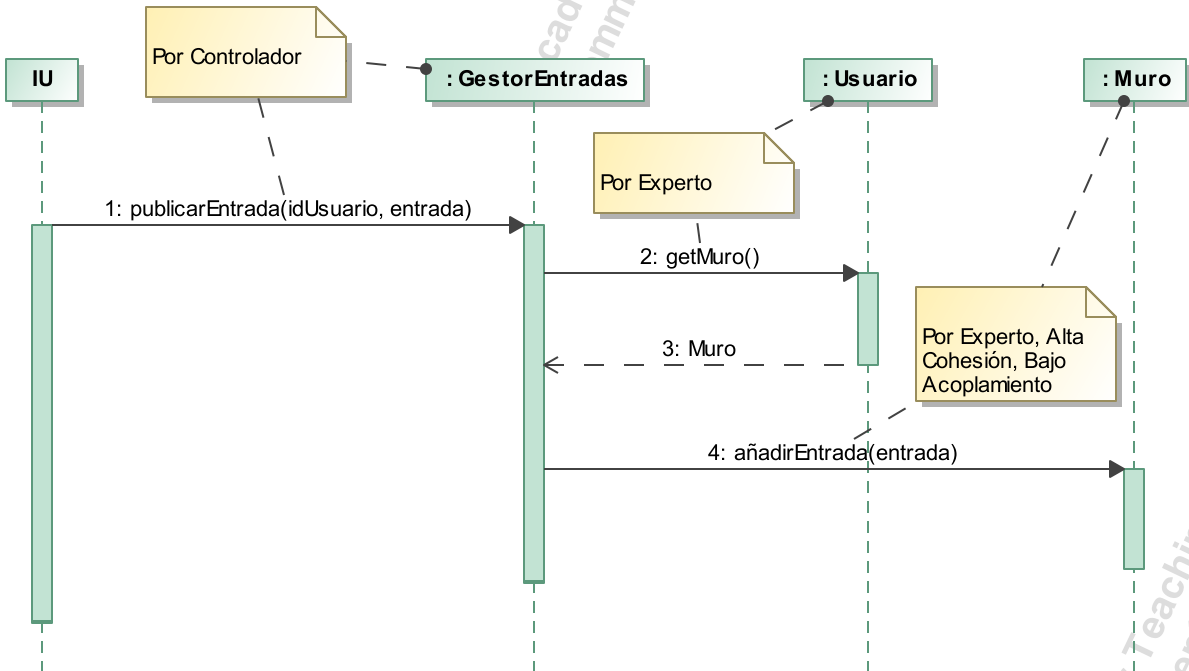 Por Controlador
IU
: GestorEntradas
: Usuario
: Muro
Por Experto
1: publicarEntrada(idUsuario, entrada)
2: getMuro()
3: Muro
Por Experto, Alta
Cohesión, Bajo
Acoplamiento
4: añadirEntrada(entrada)